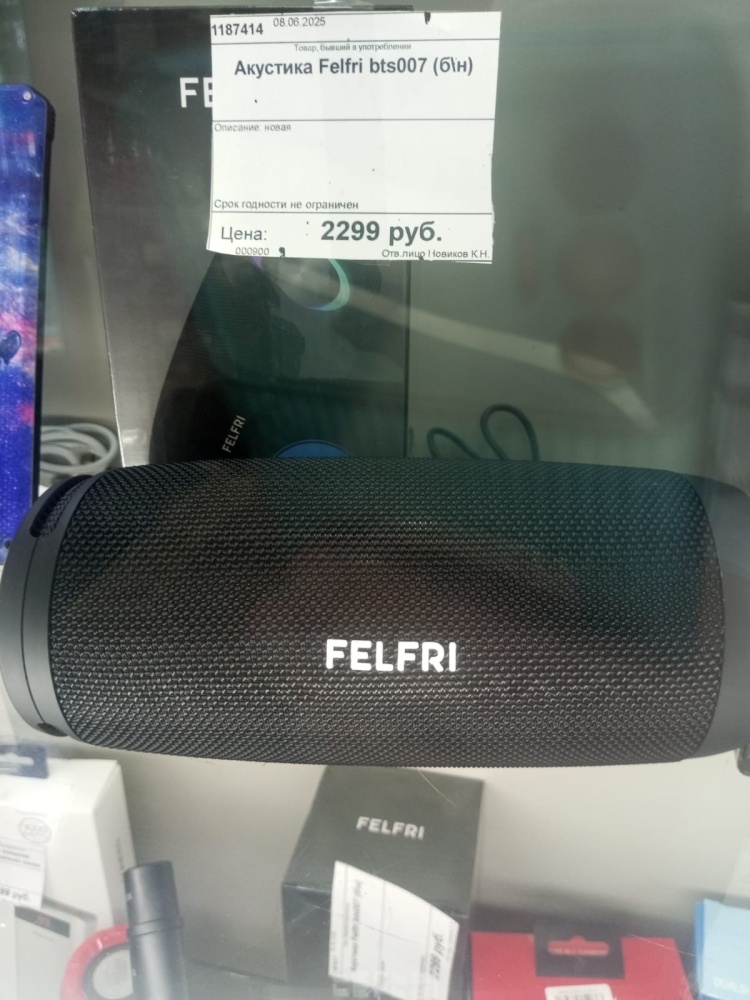 1187414 08.06.2025
Товар, бывший в употреблении
Акустика Felfri bts007 (б\н)
Описание: новая
Срок годности не ограничен
Цена: 2299 руб.
000900 Отв.лицо Новиков К.Н.
FE
FELFRI
FELFRI
FELFRI
2299 руб.